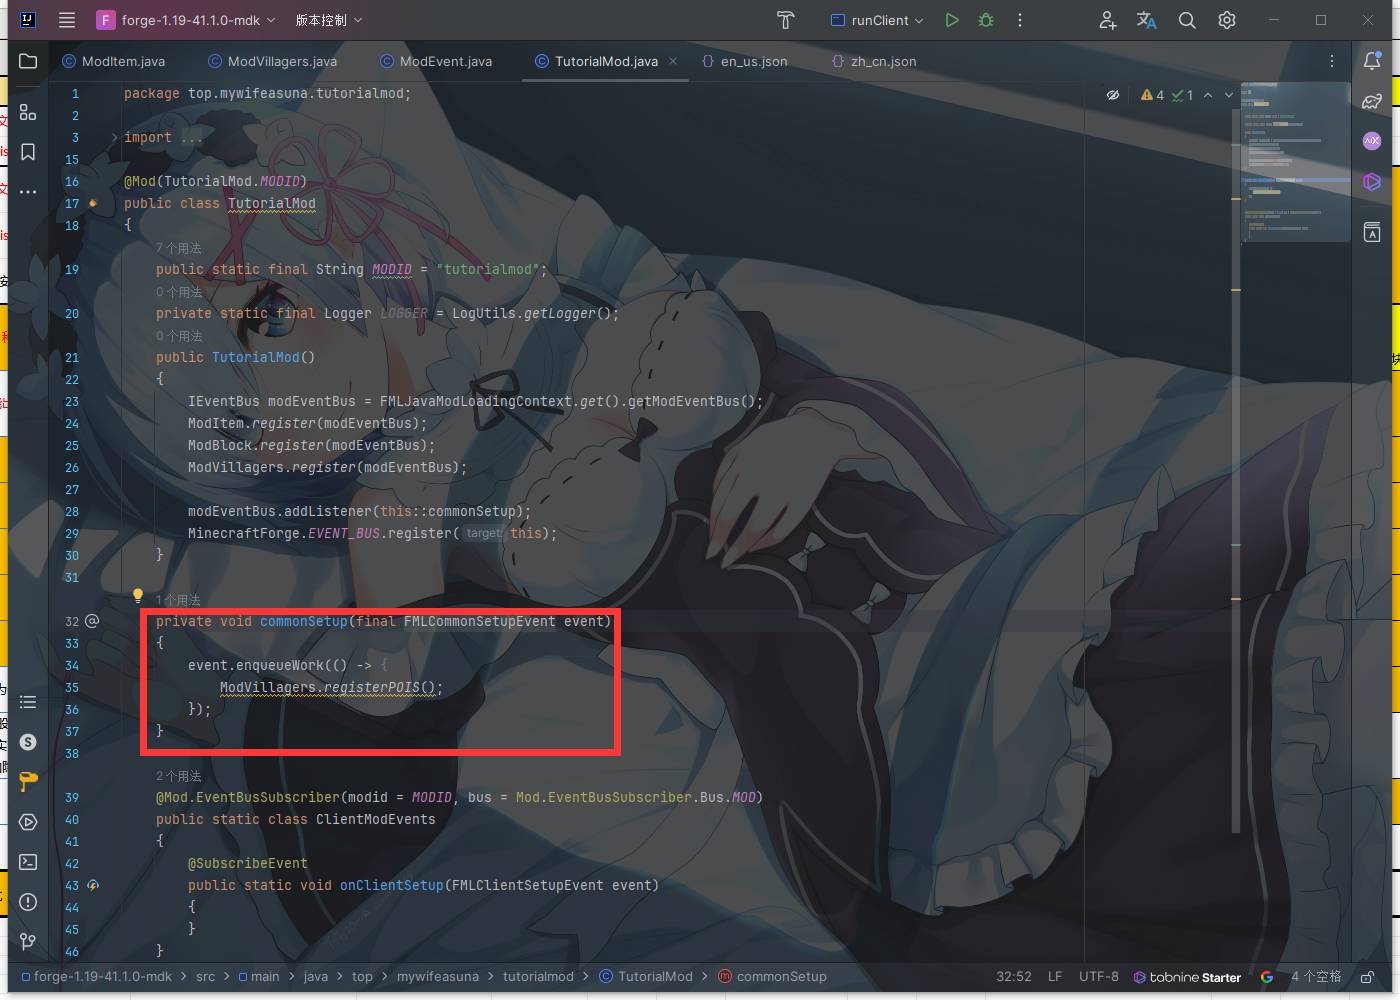 forge-1.19-41.1.0-mdk
版本控制
runClient
ModItem.java
ModVillagers.java
ModEvent.java
TutorialMod.java
en_us.json
zh_cn.json
4
1
1 package top.mywifeasuna.tutorialmod;
2
3 import ...
15
16 @Mod(TutorialMod.MODID)
17 public class TutorialMod
18 {
7 个用法
19 public static final String MODID = "tutorialmod";
0 个用法
20 private static final Logger LOGGER = LogUtils.getLogger();
0 个用法
21 public TutorialMod()
22 {
23 IEventBus modEventBus = FMLJavaModLoadingContext.get().getModEventBus();
24 ModItem.register(modEventBus);
25 ModBlock.register(modEventBus);
26 ModVillagers.register(modEventBus);
27
28 modEventBus.addListener(this::commonSetup);
29 MinecraftForge.EVENT_BUS.register( target: this);
30 }
31
1 个用法
32 private void commonSetup(final FMLCommonSetupEvent event)
33 {
34 event.enqueueWork(() -> {
35 ModVillagers.registerPOIS();
36 });
37 }
38
2 个用法
39 @Mod.EventBusSubscriber(modid = MODID, bus = Mod.EventBusSubscriber.Bus.MOD)
40 public static class ClientModEvents
41 {
42 @SubscribeEvent
43 public static void onClientSetup(FMLClientSetupEvent event)
44 {
45 }
46 }
forge-1.19-41.1.0-mdk > src > main > java > top > mywifeasuna > tutorialmod > TutorialMod > commonSetup
32:52 LF UTF-8 tabnine Starter 4 个空格